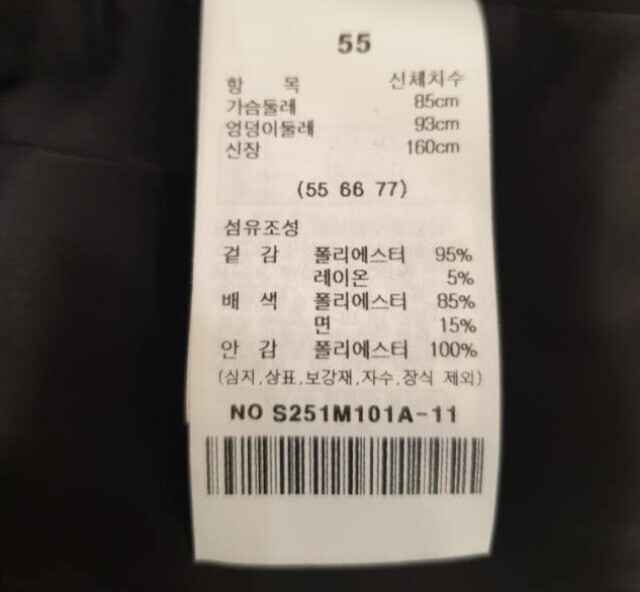 55
항 목 신체치수
가슴둘레 85cm
엉덩이둘레 93cm
신장 160cm
(55 66 77)
섬유조성
겉 감 폴리에스터 95%
레이온 5%
배 색 폴리에스터 85%
면 15%
안 감 폴리에스터 100%
(심지,상표,보강재,자수,장식 제외)
NO S251M101A-11